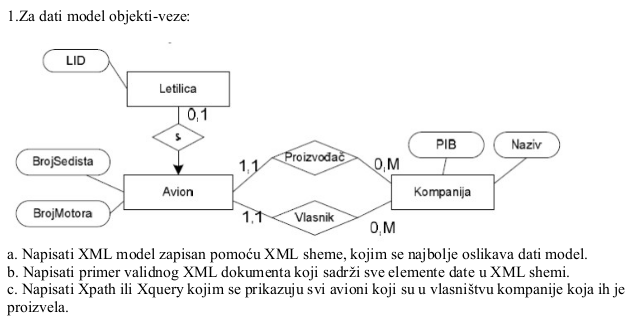 1.Za dati model objekti-veze:
LID
Letilica
0,1
S
BrojSedista
BrojMotora
Avion
1,1
Proizvođač
0,M
1,1
Vlasnik
0,M
PIB
Naziv
Kompanija
a. Napisati XML model zapisan pomoću XML sheme, kojim se najbolje oslikava dati model.
b. Napisati primer validnog XML dokumenta koji sadrži sve elemente date u XML shemi.
c. Napisati Xpath ili Xquery kojim se prikazuju svi avioni koji su u vlasništvu kompanije koja ih je
proizvela.